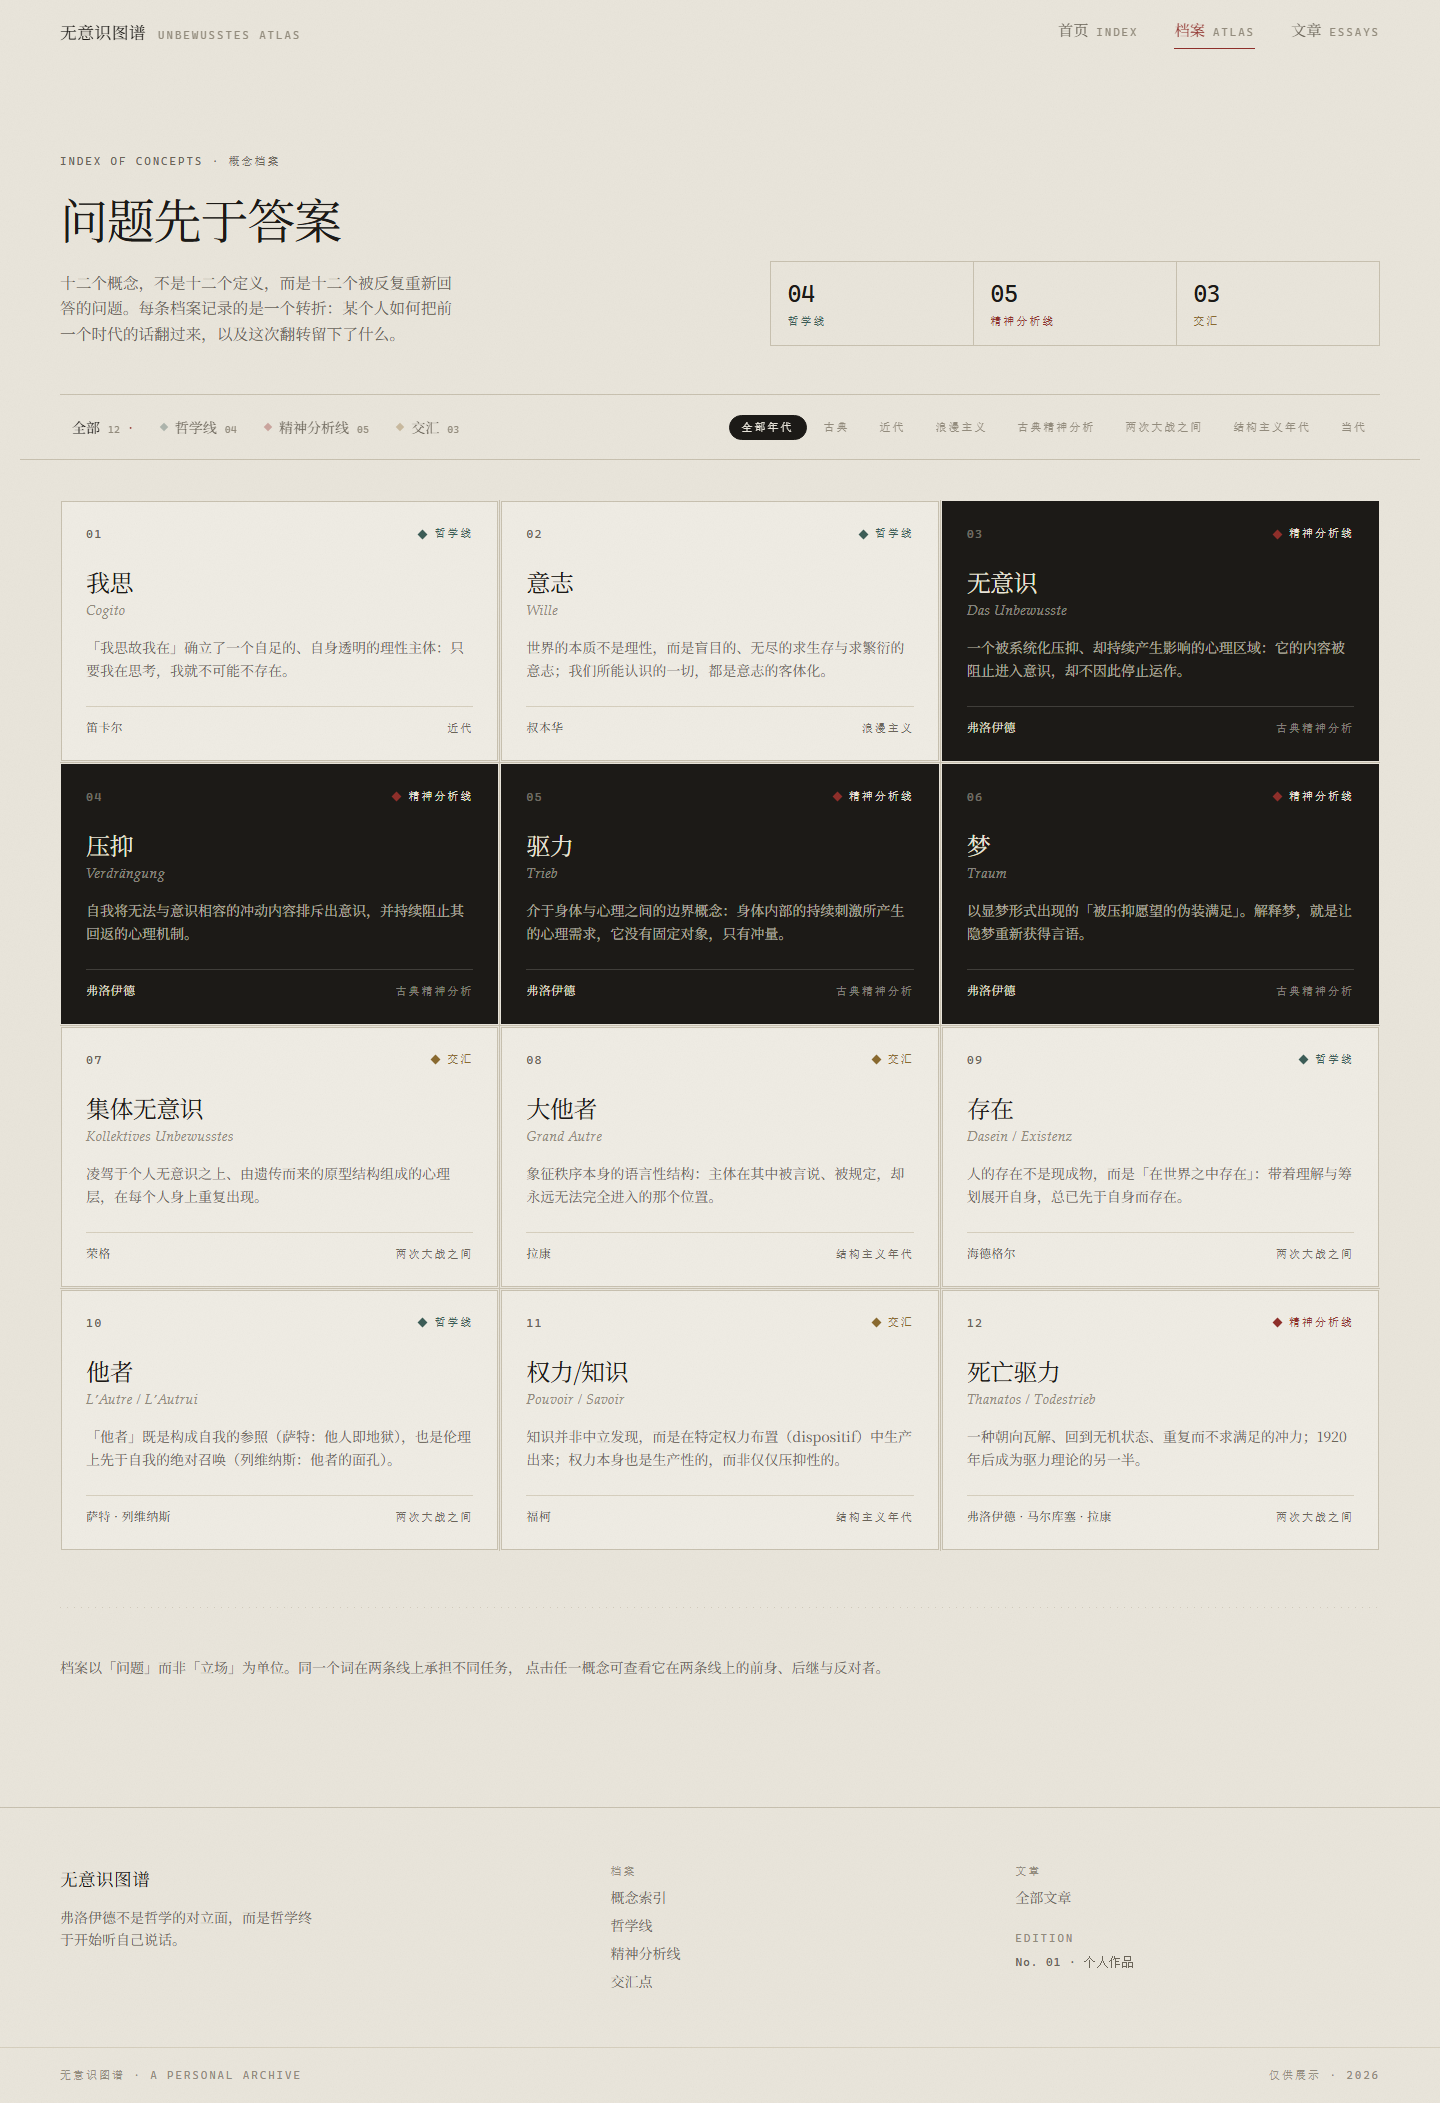 无意识图谱 UNBEWUSSTES ATLAS
首页 INDEX 档案 ATLAS 文章 ESSAYS
INDEX OF CONCEPTS · 概念档案
问题先于答案
十二个概念，不是十二个定义，而是十二个被反复重新回
答的问题。每条档案记录的是一个转折：某个人如何把前
一个时代的话翻过来，以及这次翻转留下了什么。
04
哲学线
05
精神分析线
03
交汇
全部 12 · 哲学线 04 精神分析线 05 交汇 03
全部年代 古典 近代 浪漫主义 古典精神分析 两次大战之间 结构主义年代 当代
01 哲学线
我思
Cogito
「我思故我在」确立了一个自足的、自身透明的理性主体：只
要我在思考，我就不可能不存在。
笛卡尔 近代
02 哲学线
意志
Wille
世界的本质不是理性，而是盲目的、无尽的求生存与求繁衍的
意志；我们所能认识的一切，都是意志的客体化。
叔本华 浪漫主义
03 精神分析线
无意识
Das Unbewusste
一个被系统化压抑、却持续产生影响的心理区域：它的内容被
阻止进入意识，却不因此停止运作。
弗洛伊德 古典精神分析
04 精神分析线
压抑
Verdrängung
自我将无法与意识相容的冲动内容排斥出意识，并持续阻止其
回返的心理机制。
弗洛伊德 古典精神分析
05 精神分析线
驱力
Trieb
介于身体与心理之间的边界概念：身体内部的持续刺激所产生
的心理需求，它没有固定对象，只有冲量。
弗洛伊德 古典精神分析
06 精神分析线
梦
Traum
以显梦形式出现的「被压抑愿望的伪装满足」。解释梦，就是让
隐梦重新获得言语。
弗洛伊德 古典精神分析
07 交汇
集体无意识
Kollektives Unbewusstes
凌驾于个人无意识之上、由遗传而来的原型结构组成的心理
层，在每个人身上重复出现。
荣格 两次大战之间
08 交汇
大他者
Grand Autre
象征秩序本身的语言性结构：主体在其中被言说、被规定，却
永远无法完全进入的那个位置。
拉康 结构主义年代
09 哲学线
存在
Dasein / Existenz
人的存在不是现成物，而是「在世界之中存在」：带着理解与筹
划展开自身，总已先于自身而存在。
海德格尔 两次大战之间
10 哲学线
他者
L'Autre / L'Autrui
「他者」既是构成自我的参照（萨特：他人即地狱），也是伦理
上先于自我的绝对召唤（列维纳斯：他者的面孔）。
萨特 · 列维纳斯 两次大战之间
11 交汇
权力/知识
Pouvoir / Savoir
知识并非中立发现，而是在特定权力布置（dispositif）中生产
出来；权力本身也是生产性的，而非仅仅压抑性的。
福柯 结构主义年代
12 精神分析线
死亡驱力
Thanatos / Todestrieb
一种朝向瓦解、回到无机状态、重复而不求满足的冲力；1920
年后成为驱力理论的另一半。
弗洛伊德 · 马尔库塞 · 拉康 两次大战之间
档案以「问题」而非「立场」为单位。同一个词在两条线上承担不同任务， 点击任一概念可查看它在两条线上的前身、后继与反对者。
无意识图谱
弗洛伊德不是哲学的对立面，而是哲学终
于开始听自己说话。
档案
概念索引
哲学线
精神分析线
交汇点
文章
全部文章
EDITION
No. 01 · 个人作品
无意识图谱 · A PERSONAL ARCHIVE
仅供展示 · 2026